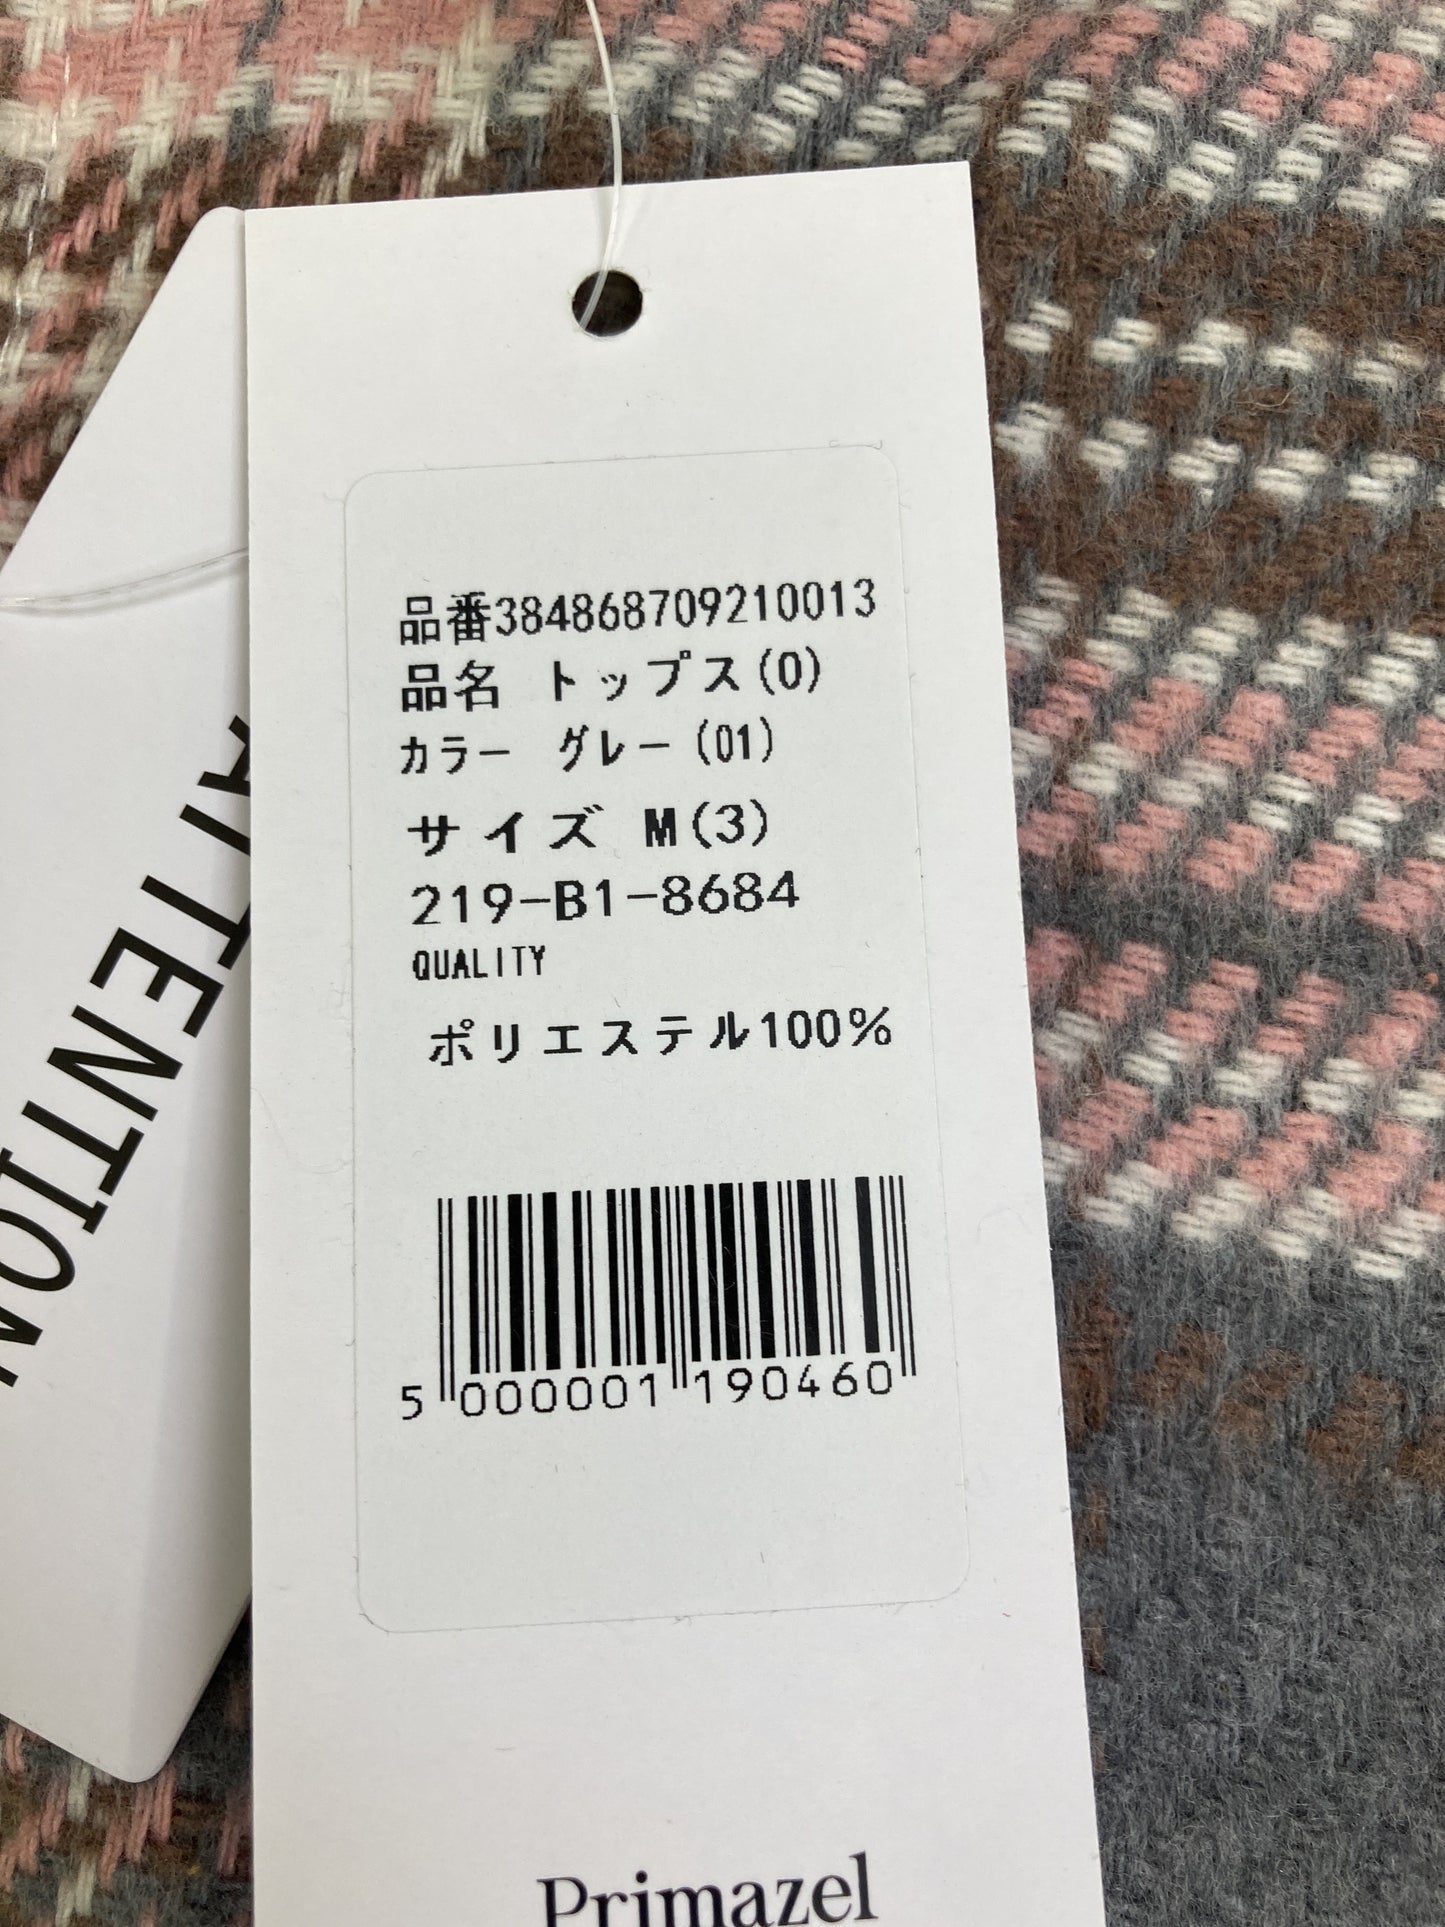 品番384868709210013
品名 トップス(0)
カラー グレー(01)
サイズ M(3)
219-B1-8684
QUALITY
ポリエステル100%
5 000001 190460
Primazel
ATTENTION